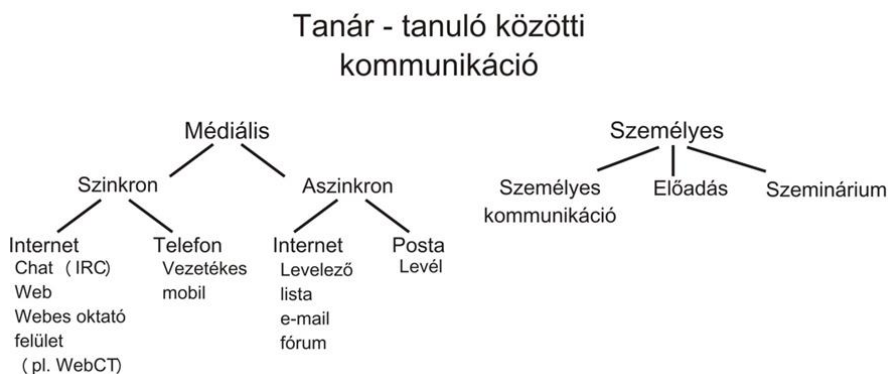 Tanár - tanuló közötti
kommunikáció
Médiális
Személyes
Szinkron
Aszinkron
Személyes
kommunikáció
Előadás
Szeminárium
Internet
Chat (IRC)
Web
Webes oktató
felület
(pl. WebCT)
Telefon
Vezetékes
mobil
Internet
Levelező
lista
e-mail
fórum
Posta
Levél